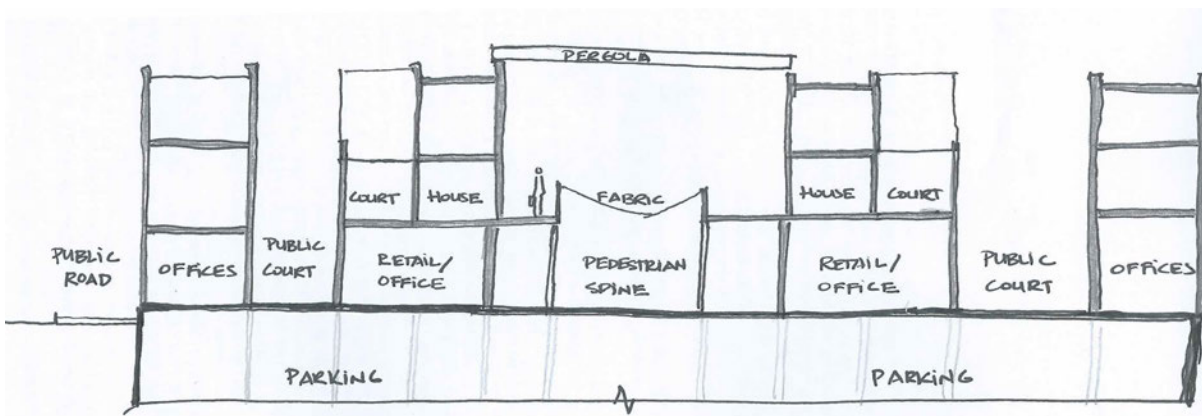 PERGOLA
COURT
HOUSE
FABRIC
HOUSE
COURT
PUBLIC
ROAD
OFFICES
PUBLIC
COURT
RETAIL/
OFFICE
PEDESTRIAN
SPINE
RETAIL/
OFFICE
PUBLIC
COURT
OFFICES
PARKING
PARKING